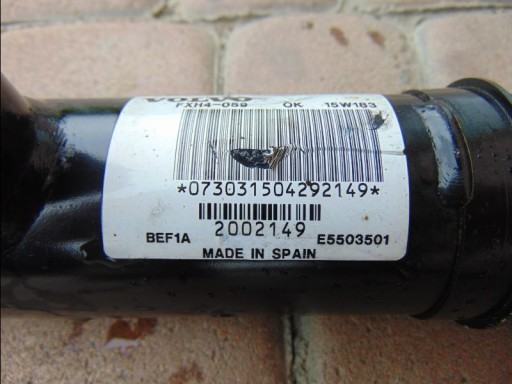 VOLVO
FXH4-059 OK 15W183
*073031504292149*
2002149
BEF1A E5503501
MADE IN SPAIN